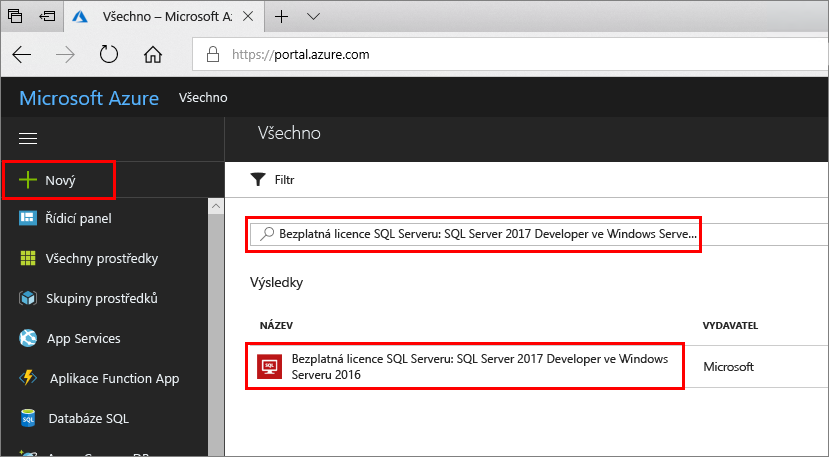 Všechno – Microsoft A
https://portal.azure.com
Microsoft Azure
Všechno
Všechno
Nový
Filtr
Řídicí panel
Bezplatná licence SQL Serveru: SQL Server 2017 Developer ve Windows Serve...
Všechny prostředky
Výsledky
Skupiny prostředků
NÁZEV
VYDAVATEL
App Services
SQL
Bezplatná licence SQL Serveru: SQL Server 2017 Developer ve Windows
Serveru 2016
Microsoft
Aplikace Function App
SQL
Databáze SQL